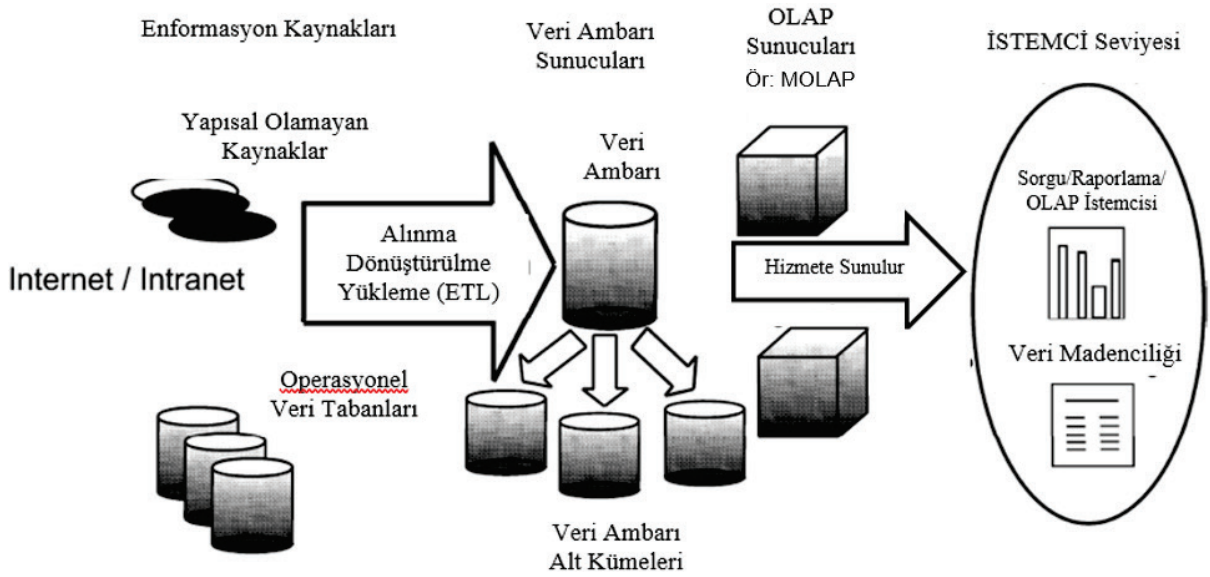 Enformasyon Kaynakları
Veri Ambarı
Sunucuları
OLAP
Sunucuları
Ör: MOLAP
İSTEMCİ Seviyesi
Yapısal Olamayan
Kaynaklar
Internet / Intranet
Alınma
Dönüştürülme
Yükleme (ETL)
Veri
Ambarı
Hizmete Sunulur
Sorgu/Raporlama/
OLAP İstemcisi
Veri Madenciliği
Operasyonel
Veri Tabanları
Veri Ambarı
Alt Kümeleri